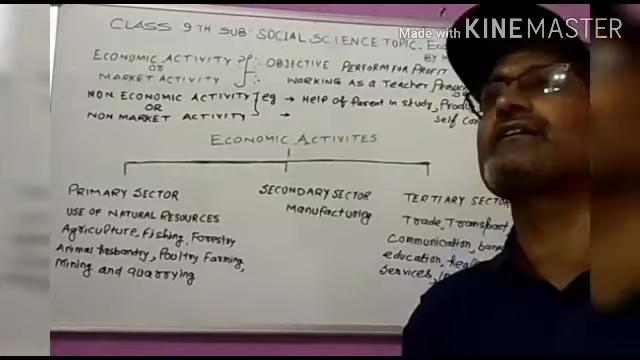 Made with KINEMASTER
CLASS 9TH SUB SOCIAL SCIENCE TOPIC.
ECONOMIC ACTIVITY OBJECTIVE PERFORM FOR PROFIT
OR BY
MARKET ACTIVITY WORKING AS A TEACHER,
NON ECONOMIC ACTIVITY eg → HELP OF Parent in study,
OR self
NON MARKET ACTIVITY →
ECONOMIC ACTIVITES
PRIMARY SECTOR SECONDARY SECTOR TERTIARY SECTOR
USE OF NATURAL RESOURCES Manufacturing Trade, Transport
Agriculture, Fishing, Forestry Communication,
Animal Husbandry, Poultry Farming, education,
Mining and quarrying Services,